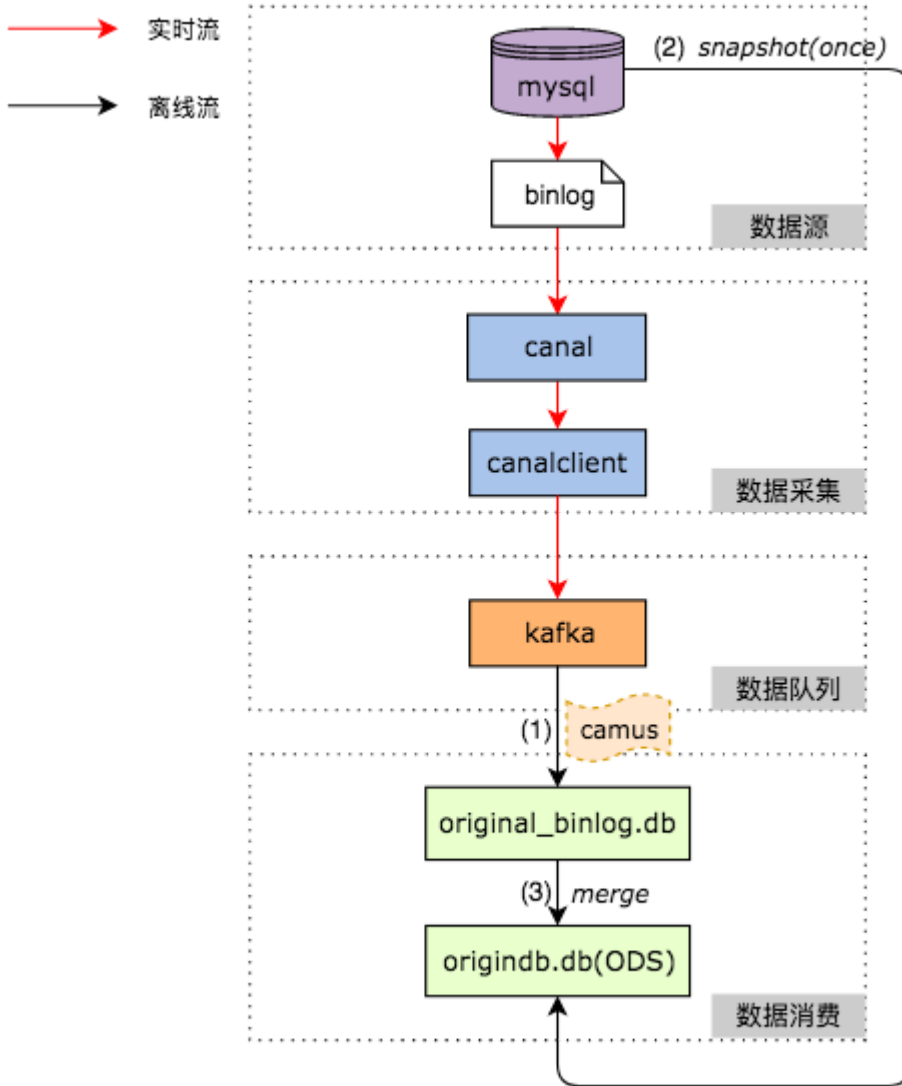 实时流
(2) snapshot(once)
mysql
离线流
binlog
数据源
canal
canalclient
数据采集
kafka
数据队列
(1)
camus
original_binlog.db
(3) merge
origindb.db(ODS)
数据消费